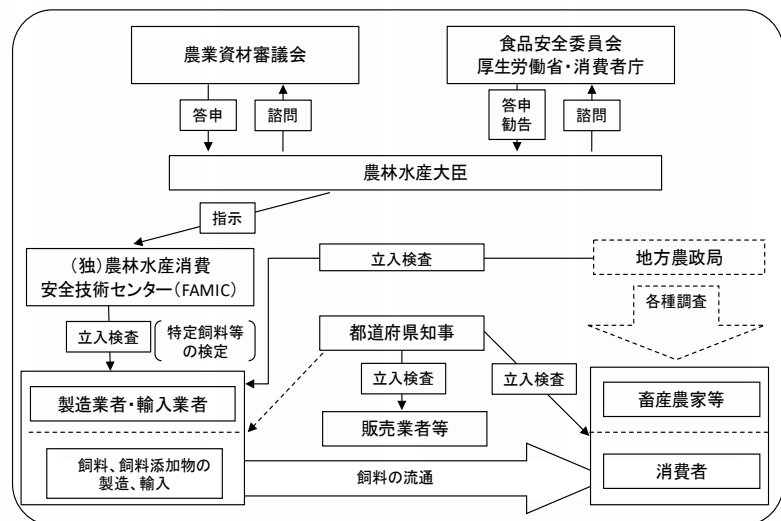 農業資材審議会
食品安全委員会
厚生労働省・消費者庁
答申
諮問
答申
勧告
諮問
農林水産大臣
指示
(独)農林水産消費
安全技術センター(FAMIC)
立入検査
地方農政局
各種調査
立入検査
特定飼料等
の検定
都道府県知事
立入検査
立入検査
製造業者・輸入業者
畜産農家等
販売業者等
飼料、飼料添加物の
製造、輸入
飼料の流通
消費者